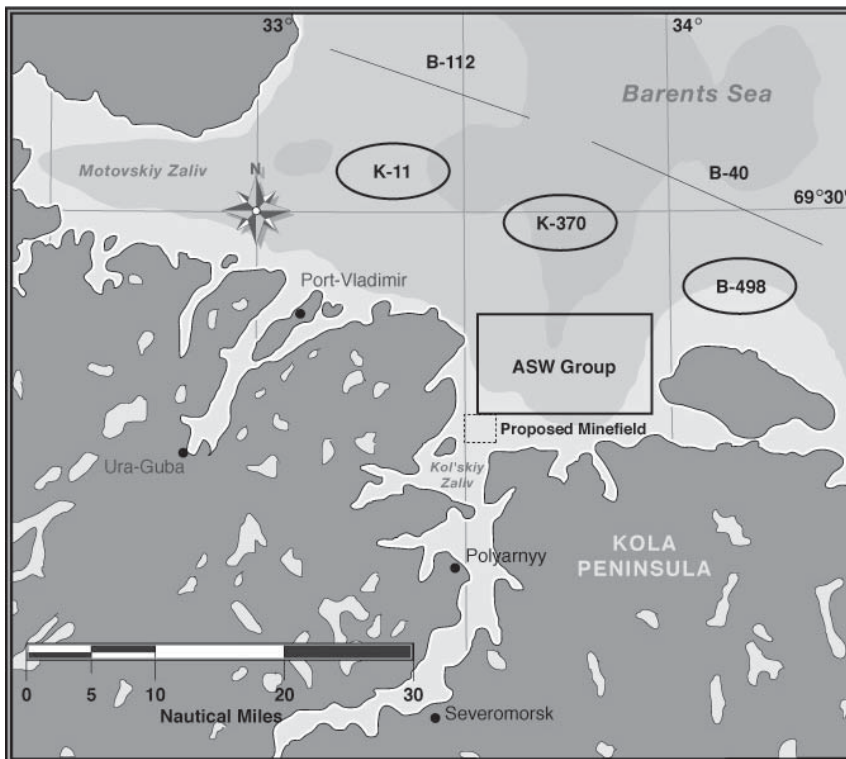 33°
34°
B-112
Barents Sea
Motovskiy Zaliv
N
K-11
B-40
69°30'
K-370
Port-Vladimir
B-498
ASW Group
Proposed Minefield
Ura-Guba
Kol'skiy
Zaliv
KOLA
PENINSULA
Polyarnyy
0 5 10 20 30
Nautical Miles
Severomorsk